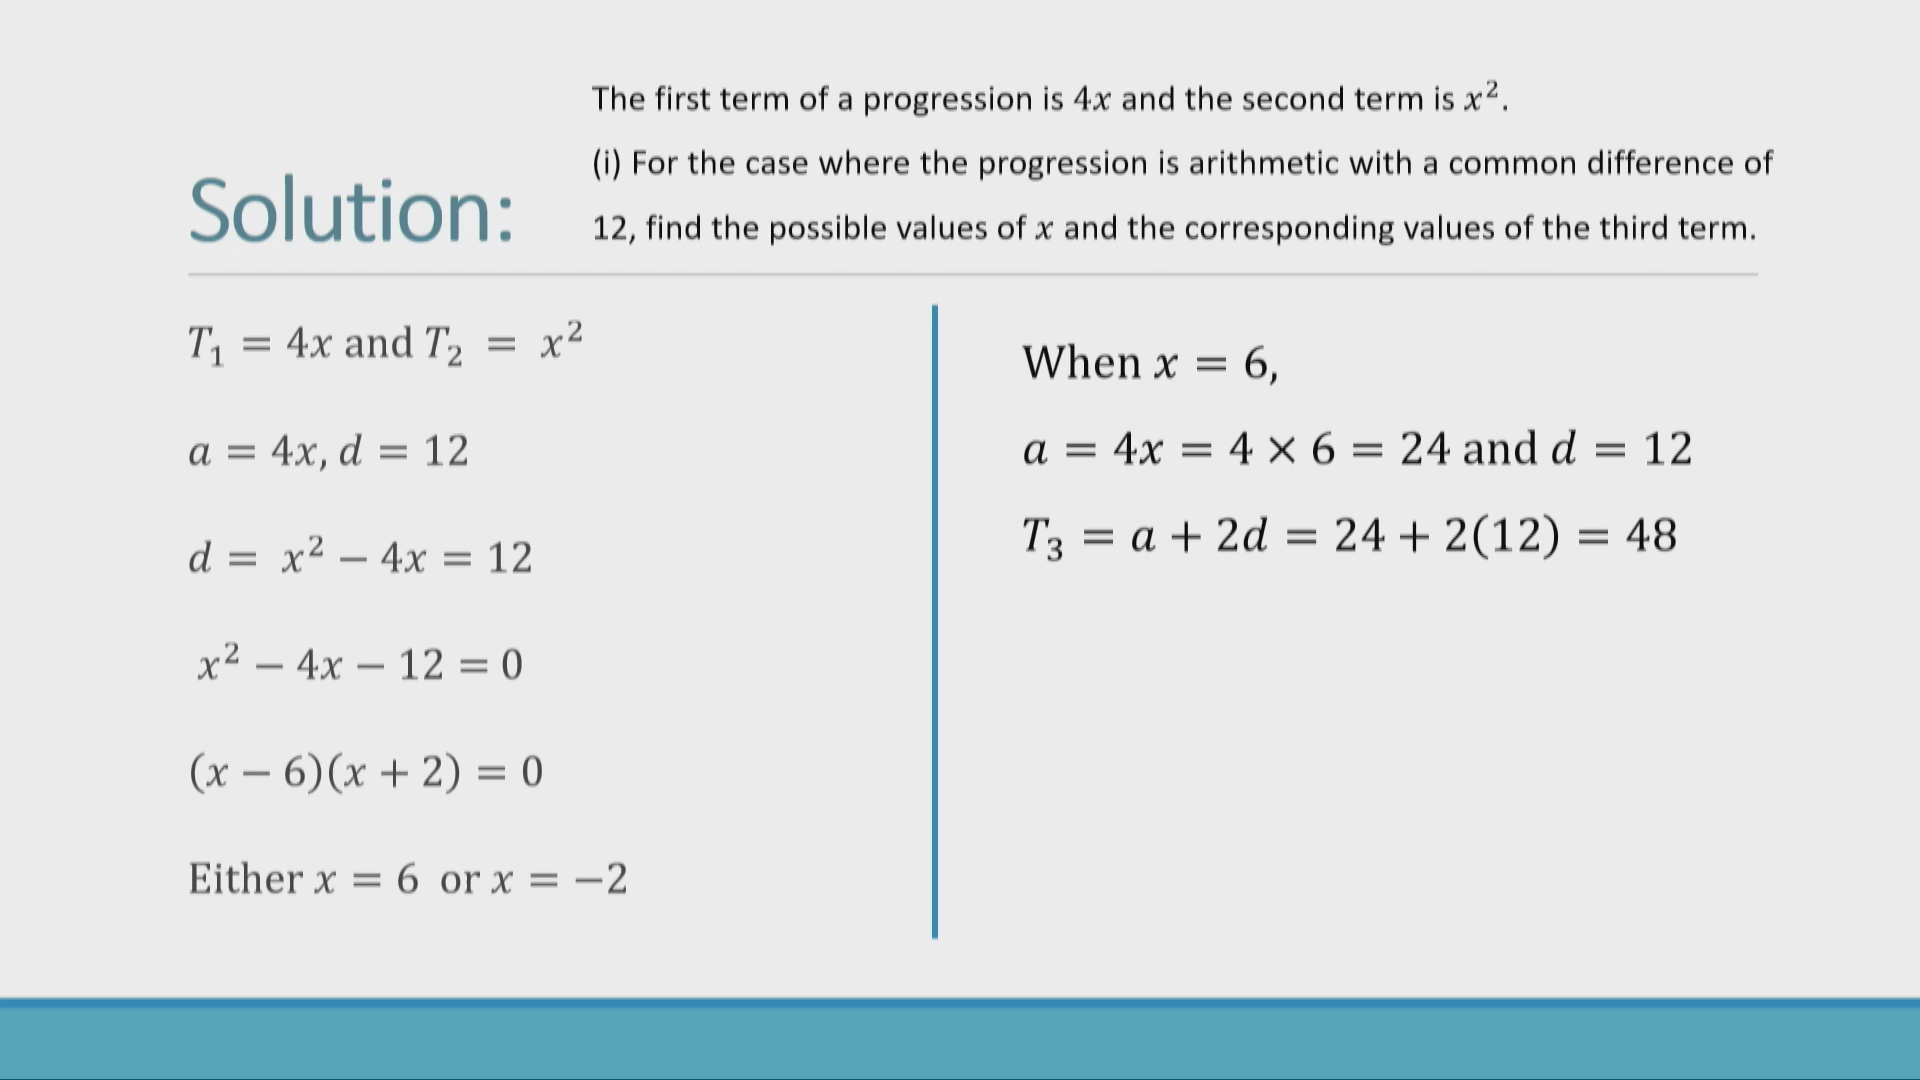 The first term of a progression is 4x and the second term is x².
(i) For the case where the progression is arithmetic with a common difference of
12, find the possible values of x and the corresponding values of the third term.
Solution:
T₁ = 4x and T₂ = x²
a = 4x, d = 12
d = x² − 4x = 12
x² − 4x − 12 = 0
(x − 6)(x + 2) = 0
Either x = 6 or x = −2
When x = 6,
a = 4x = 4 × 6 = 24 and d = 12
T₃ = a + 2d = 24 + 2(12) = 48